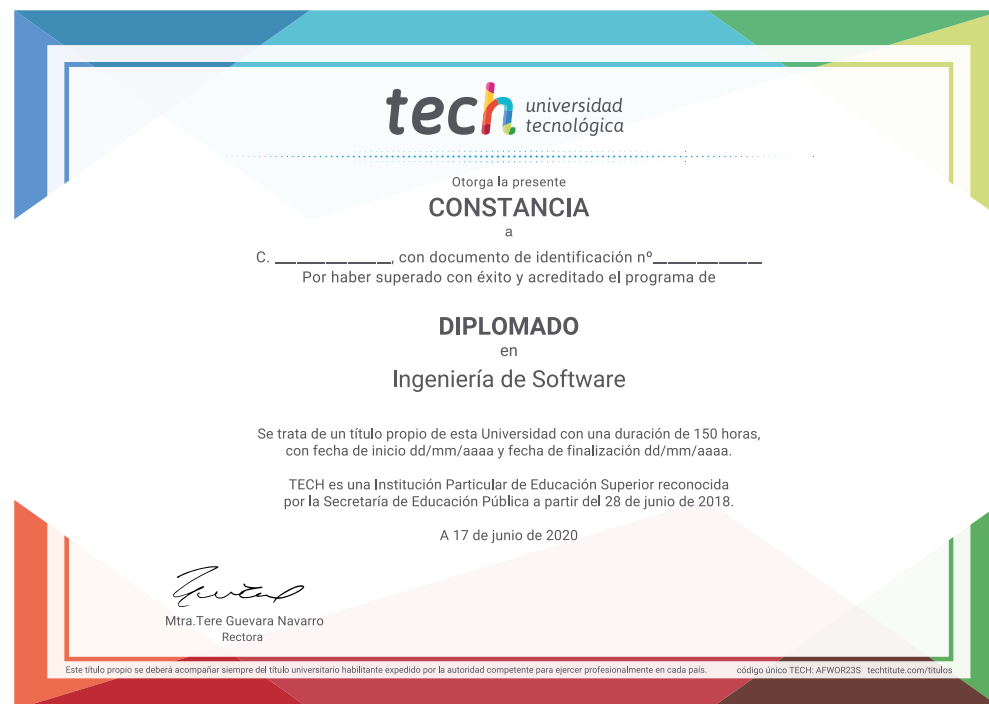 tech universidad
tecnológica
Otorga la presente
CONSTANCIA
a
C. ______________, con documento de identificación nº______________
Por haber superado con éxito y acreditado el programa de
DIPLOMADO
en
Ingeniería de Software
Se trata de un título propio de esta Universidad con una duración de 150 horas,
con fecha de inicio dd/mm/aaaa y fecha de finalización dd/mm/aaaa.
TECH es una Institución Particular de Educación Superior reconocida
por la Secretaría de Educación Pública a partir del 28 de junio de 2018.
A 17 de junio de 2020
Mtra.Tere Guevara Navarro
Rectora
Este título propio se deberá acompañar siempre del título universitario habilitante expedido por la autoridad competente para ejercer profesionalmente en cada país. código único TECH: AFWOR23S techtitute.com/titulos